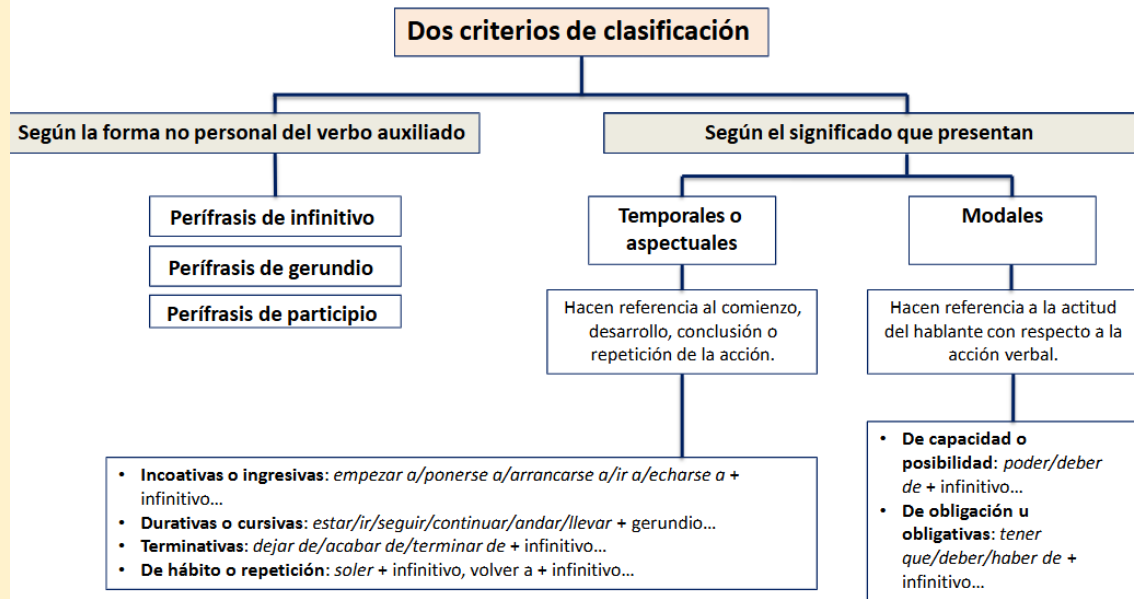 Dos criterios de clasificación
Según la forma no personal del verbo auxiliado
Perífrasis de infinitivo
Perífrasis de gerundio
Perífrasis de participio
Según el significado que presentan
Temporales o
aspectuales
Hacen referencia al comienzo,
desarrollo, conclusión o
repetición de la acción.
• Incoativas o ingresivas: empezar a/ponerse a/arrancarse a/ir a/echarse a +
infinitivo…
• Durativas o cursivas: estar/ir/seguir/continuar/andar/llevar + gerundio…
• Terminativas: dejar de/acabar de/terminar de + infinitivo…
• De hábito o repetición: soler + infinitivo, volver a + infinitivo…
Modales
Hacen referencia a la actitud
del hablante con respecto a la
acción verbal.
• De capacidad o
posibilidad: poder/deber
de + infinitivo…
• De obligación u
obligativas: tener
que/deber/haber de +
infinitivo…